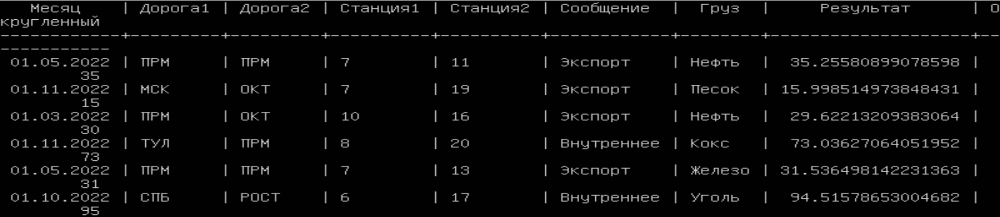 Месяц | Дорога1 | Дорога2 | Станция1 | Станция2 | Сообщение | Груз | Результат | О
кругленный
------------+---------+---------+----------+----------+------------+--------+--------------------+--
-----------
01.05.2022 | ПРМ | ПРМ | 7 | 11 | Экспорт | Нефть | 35.25580899078598 |
35
01.11.2022 | МСК | ОКТ | 7 | 19 | Экспорт | Песок | 15.998514973848431 |
15
01.03.2022 | ПРМ | ОКТ | 10 | 16 | Экспорт | Нефть | 29.62213209383064 |
30
01.11.2022 | ТУЛ | ПРМ | 8 | 20 | Внутреннее | Кокс | 73.03627064051952 |
73
01.05.2022 | ПРМ | ПРМ | 7 | 13 | Экспорт | Железо | 31.536498142231363 |
31
01.10.2022 | СПБ | РОСТ | 6 | 17 | Внутреннее | Уголь | 94.51578653004682 |
95